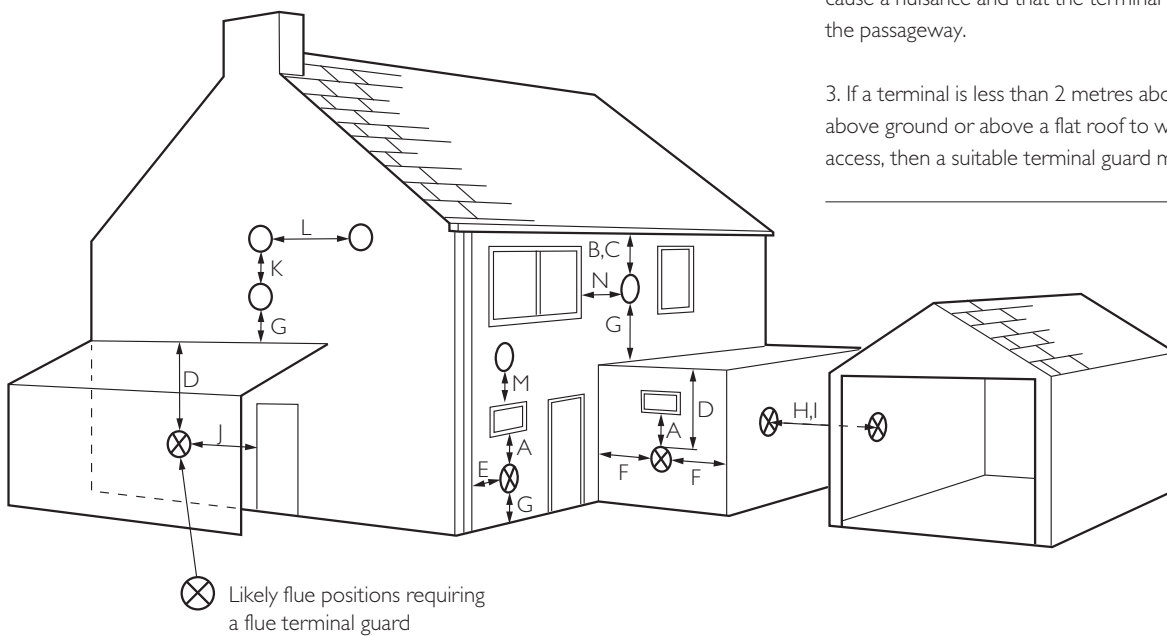 cause a nuisance and that the terminal
the passageway.
3. If a terminal is less than 2 metres abo
above ground or above a flat roof to w
access, then a suitable terminal guard m
L
K
G
B,C
N
G
D
J
M
A
E
G
D
A
F
F
H,I
Likely flue positions requiring
a flue terminal guard